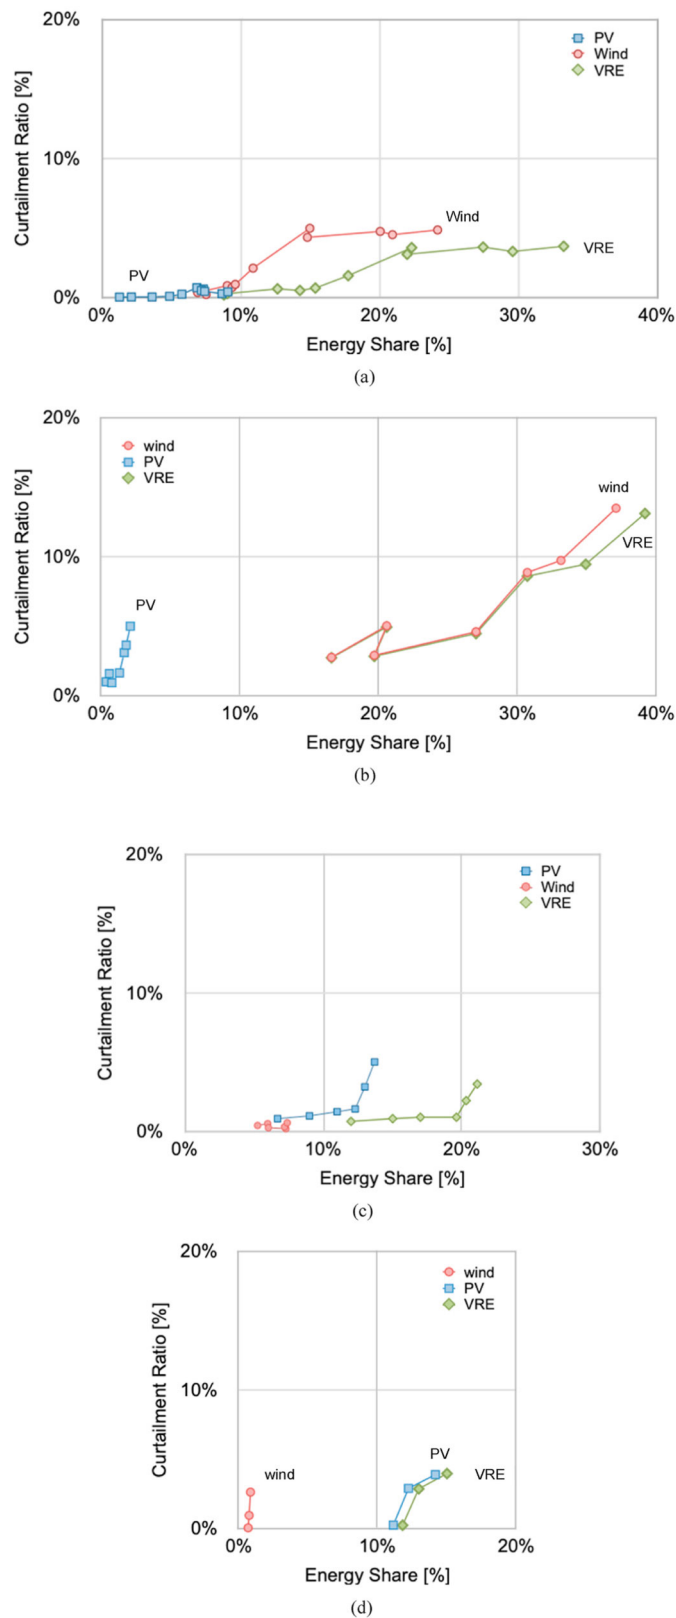 20%
10%
0%
Curtailment Ratio [%]
PV
Wind
VRE
PV
Wind
VRE
0% 10% 20% 30% 40%
Energy Share [%]
(a)
20%
10%
0%
Curtailment Ratio [%]
wind
PV
VRE
wind
VRE
PV
0% 10% 20% 30% 40%
Energy Share [%]
(b)
20%
10%
0%
Curtailment Ratio [%]
PV
Wind
VRE
0% 10% 20% 30%
Energy Share [%]
(c)
20%
10%
0%
Curtailment Ratio [%]
wind
PV
VRE
PV
wind
VRE
0% 10% 20%
Energy Share [%]
(d)